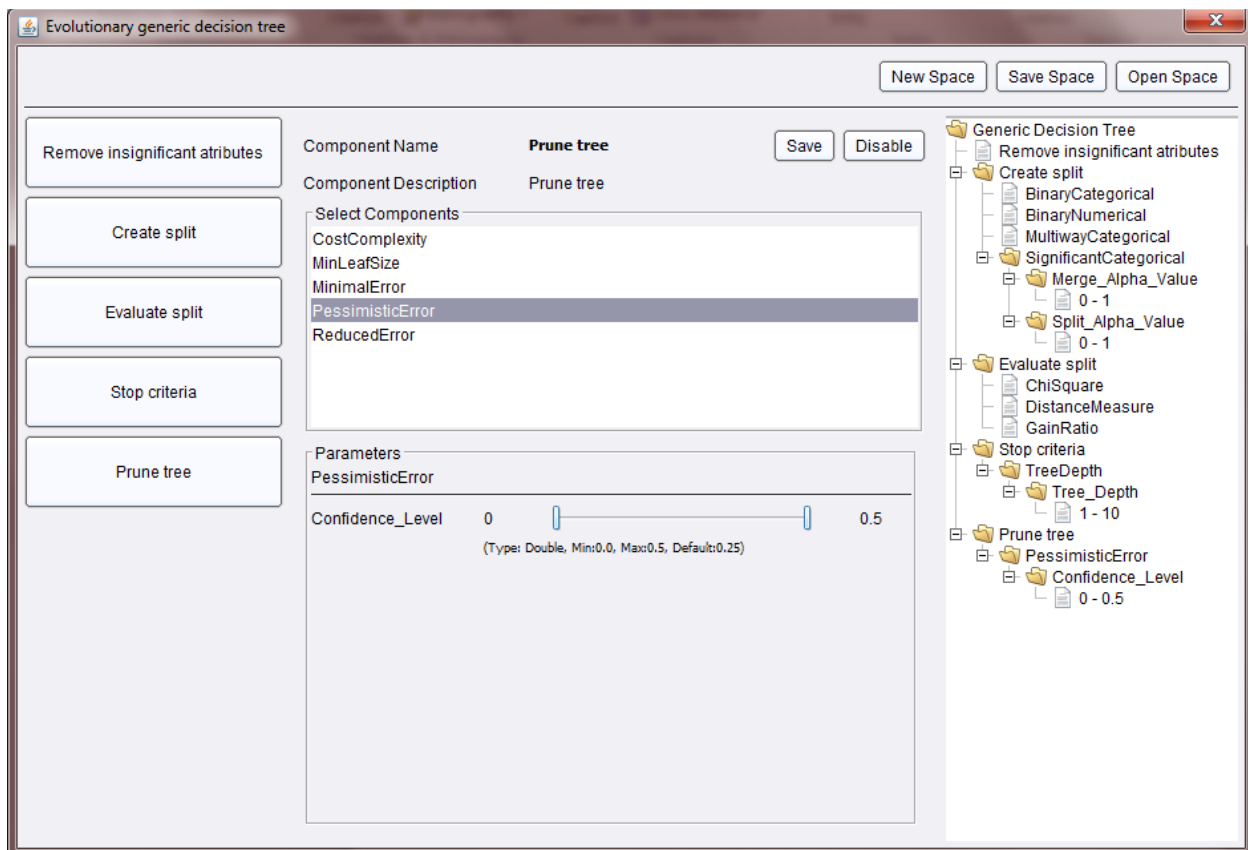 Evolutionary generic decision tree
New Space Save Space Open Space
Remove insignificant atributes
Create split
Evaluate split
Stop criteria
Prune tree
Component Name Prune tree Save Disable
Component Description Prune tree
Select Components
CostComplexity
MinLeafSize
MinimalError
PessimisticError
ReducedError
Parameters
PessimisticError
Confidence_Level 0 0.5
(Type: Double, Min:0.0, Max:0.5, Default:0.25)
Generic Decision Tree
Remove insignificant atributes
Create split
BinaryCategorical
BinaryNumerical
MultiwayCategorical
SignificantCategorical
Merge_Alpha_Value
0 - 1
Split_Alpha_Value
0 - 1
Evaluate split
ChiSquare
DistanceMeasure
GainRatio
Stop criteria
TreeDepth
Tree_Depth
1 - 10
Prune tree
PessimisticError
Confidence_Level
0 - 0.5